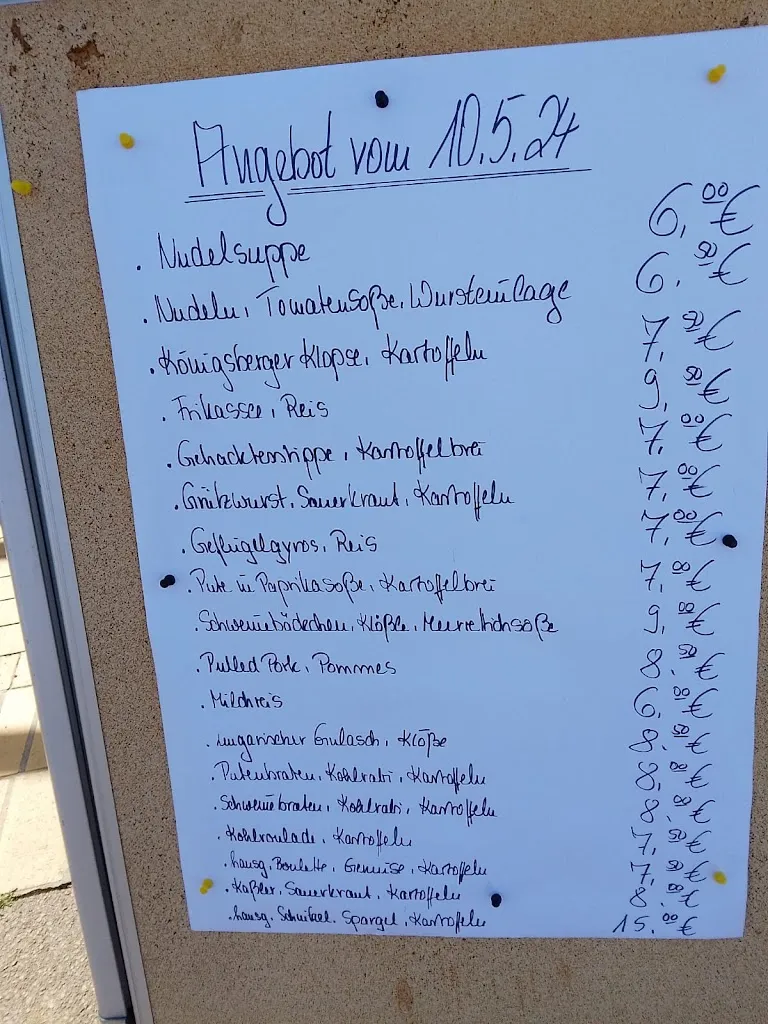 Angebot vom 10.5.24
. Nudelsuppe 6,00 €
. Nudeln, Tomatensoße, Wursteinlage 6,50 €
. Königsberger Klopse, Kartoffeln 7,50 €
. Frikassee, Reis 9,50 €
. Gehacktesstippe, Kartoffelbrei 7,00 €
. Grützwurst, Sauerkraut, Kartoffeln 7,00 €
. Geflügelgyros, Reis 7,00 €
. Pute in Paprikasoße, Kartoffelbrei 7,00 €
. Schweinebäckchen, Klöße, Meerrettichsoße 9,00 €
. Pulled Pork, Pommes 8,50 €
. Milchreis 6,00 €
. ungarischer Gulasch, Klöße 8,50 €
. Putenbraten, Kohlrabi, Kartoffeln 8,00 €
. Schweinebraten, Kohlrabi, Kartoffeln 8,00 €
. Kohlroulade, Kartoffeln 7,50 €
. hausg. Boulette, Gemüse, Kartoffeln 7,50 €
. Kaßler, Sauerkraut, Kartoffeln 8,00 €
. hausg. Schnitzel, Spargel, Kartoffeln 15,00 €